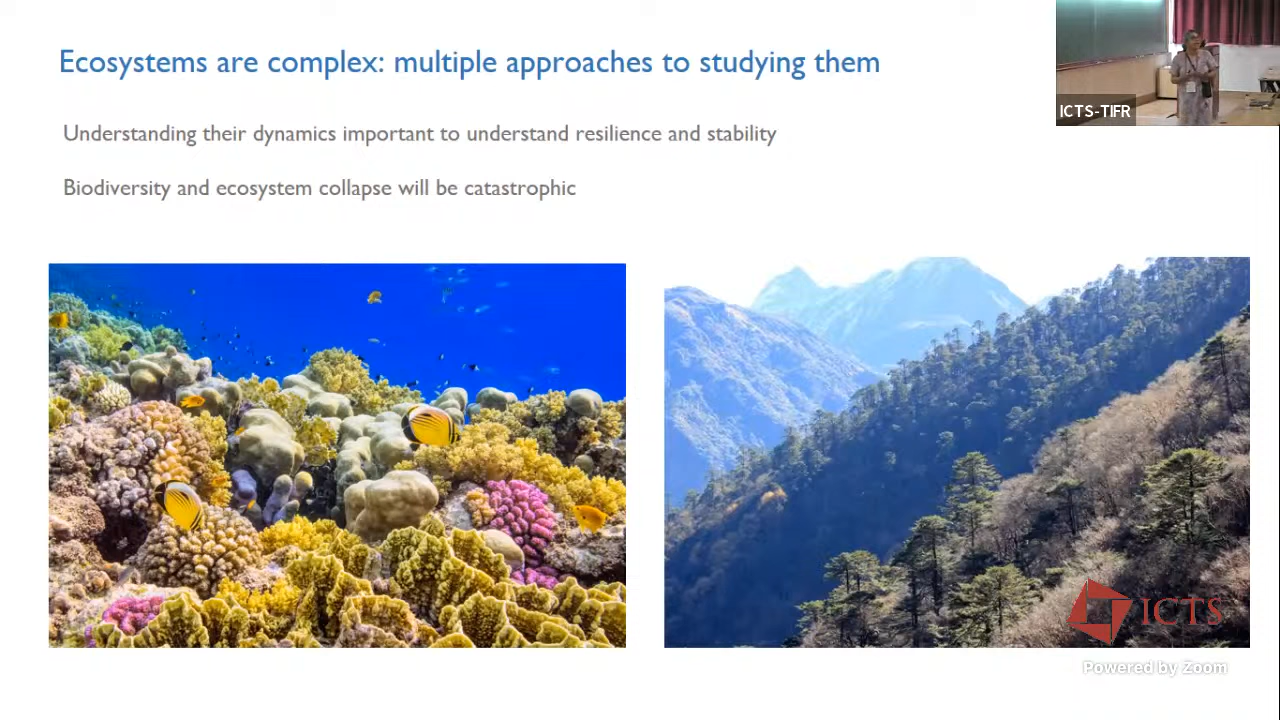 Ecosystems are complex: multiple approaches to studying them
ICTS-TIFR
Understanding their dynamics important to understand resilience and stability
Biodiversity and ecosystem collapse will be catastrophic
ICTS
Powered by Zoom